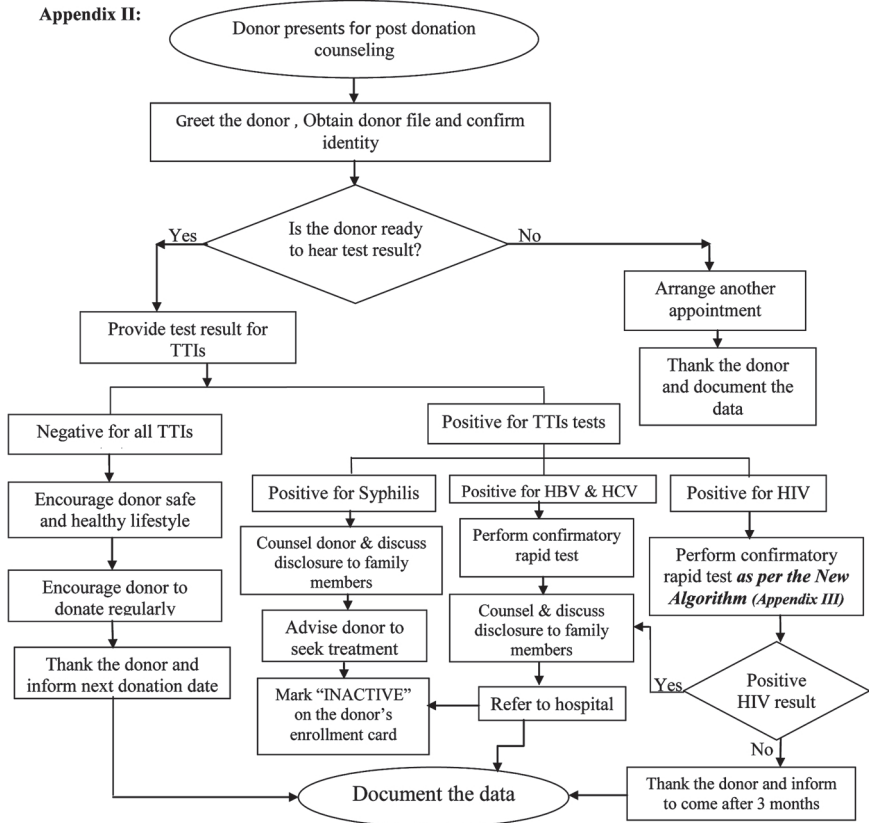 Appendix II:
Donor presents for post donation
counseling
Greet the donor , Obtain donor file and confirm
identity
Is the donor ready
to hear test result?
Yes
No
Arrange another
appointment
Provide test result for
TTIs
Thank the donor
and document the
data
Negative for all TTIs
Positive for TTIs tests
Encourage donor safe
and healthy lifestyle
Positive for Syphilis
Positive for HBV & HCV
Positive for HIV
Counsel donor & discuss
disclosure to family
members
Perform confirmatory
rapid test
Perform confirmatory
rapid test as per the New
Algorithm (Appendix III)
Encourage donor to
donate regularly
Advise donor to
seek treatment
Counsel & discuss
disclosure to family
members
Thank the donor and
inform next donation date
Mark “INACTIVE”
on the donor’s
enrollment card
Refer to hospital
Yes
Positive
HIV result
No
Document the data
Thank the donor and inform
to come after 3 months